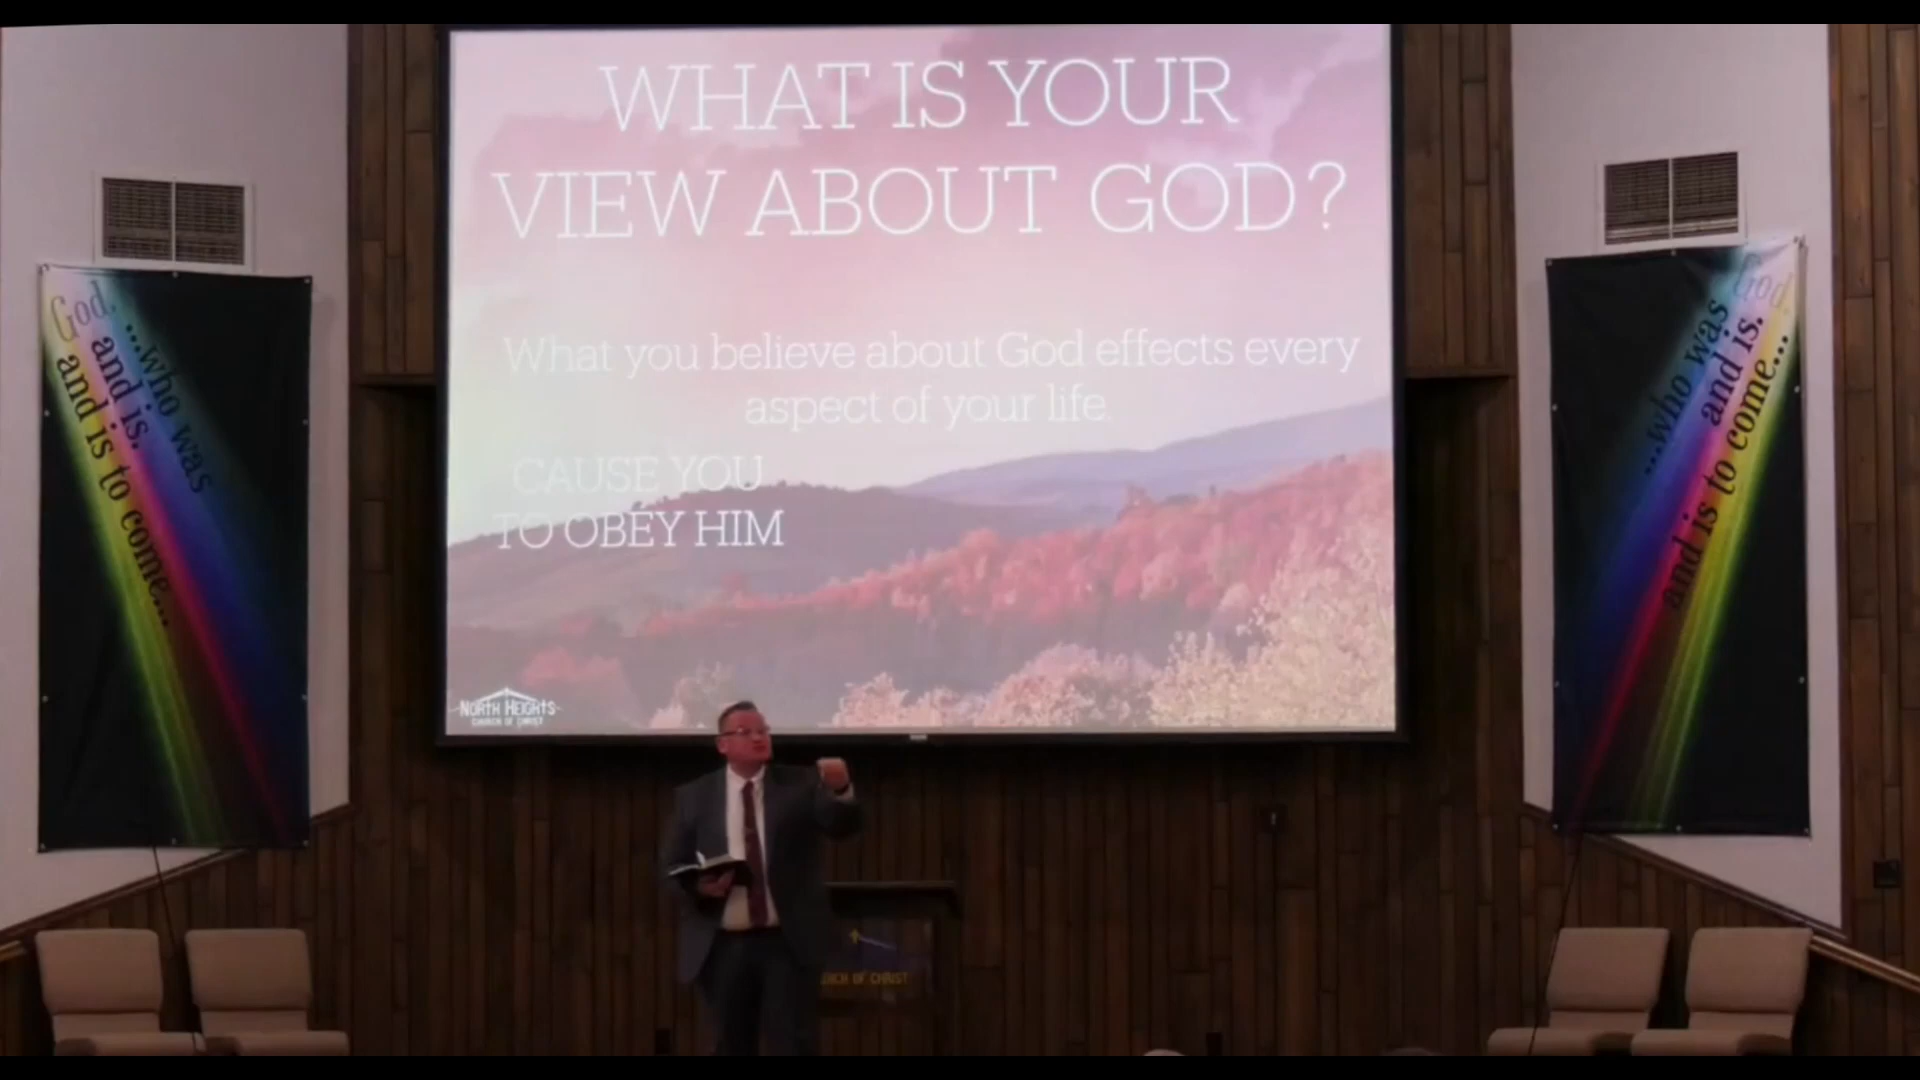 WHAT IS YOUR
VIEW ABOUT GOD?
What you believe about God effects every
aspect of your life.
CAUSE YOU
TO OBEY HIM
NORTH HEIGHTS
CHURCH OF CHRIST
God,
...who was
and is,
and is to come...
God,
...who was
and is,
and is to come...
OF CHRIST